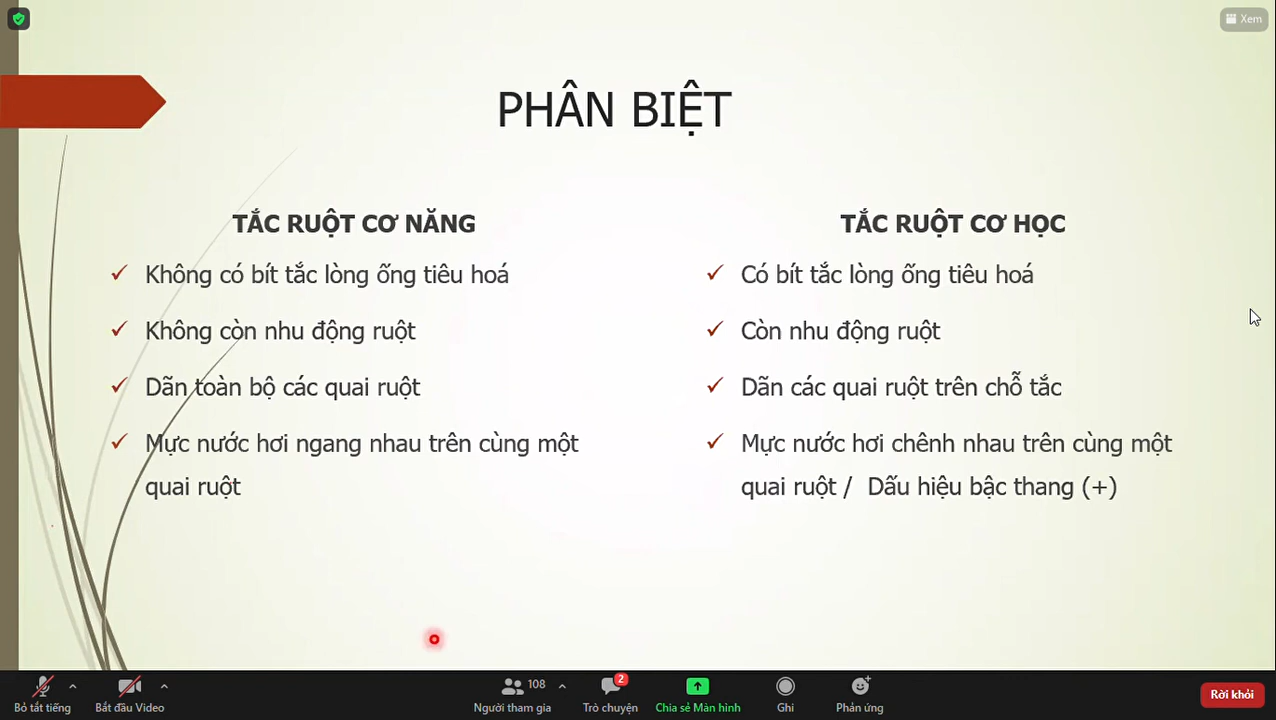 Xem
PHÂN BIỆT
TẮC RUỘT CƠ NĂNG
Không có bít tắc lòng ống tiêu hoá
Không còn nhu động ruột
Dãn toàn bộ các quai ruột
Mực nước hơi ngang nhau trên cùng một
quai ruột
TẮC RUỘT CƠ HỌC
Có bít tắc lòng ống tiêu hoá
Còn nhu động ruột
Dãn các quai ruột trên chỗ tắc
Mực nước hơi chênh nhau trên cùng một
quai ruột / Dấu hiệu bậc thang (+)
Bỏ tắt tiếng
Bắt đầu Video
108
Người tham gia
2
Trò chuyện
Chia sẻ Màn hình
Ghi
Phản ứng
Rời khỏi